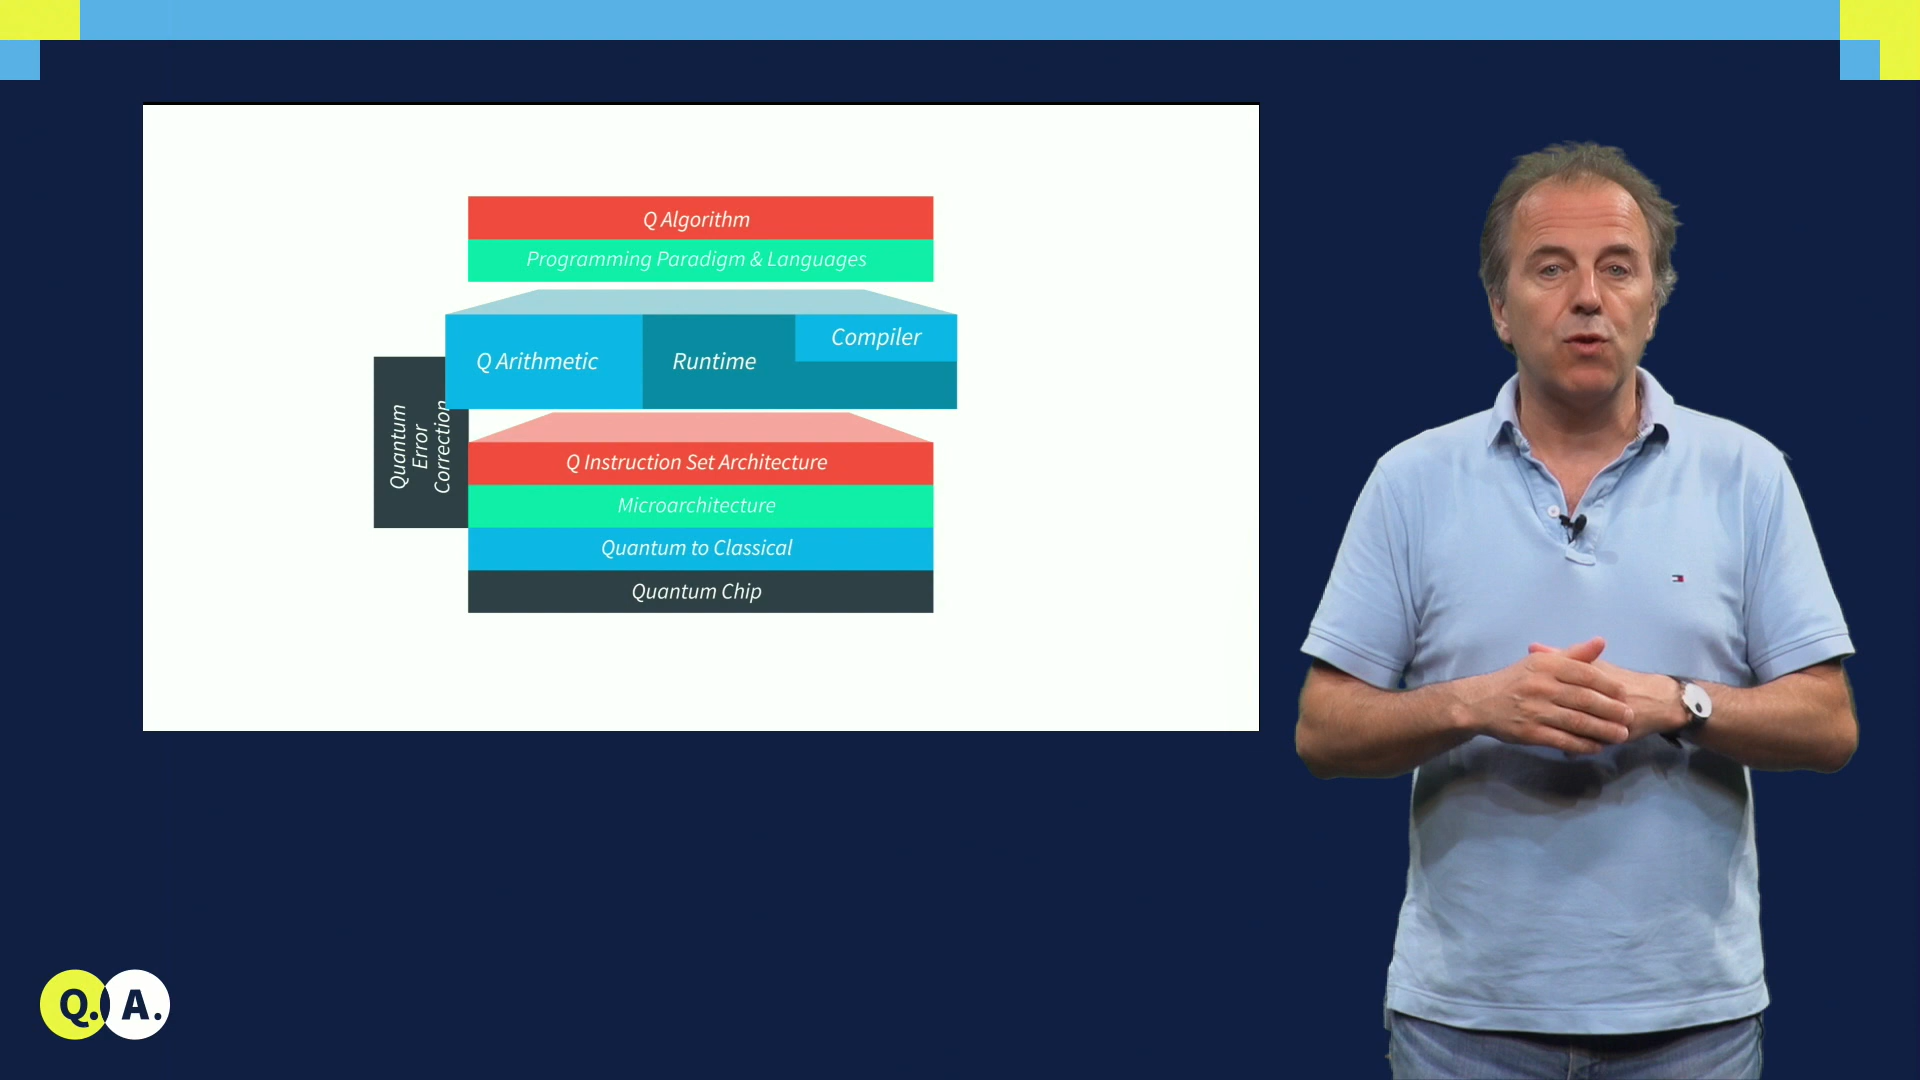 Q Algorithm
Programming Paradigm & Languages
Q Arithmetic
Runtime
Compiler
Quantum
Error
Correction
Q Instruction Set Architecture
Microarchitecture
Quantum to Classical
Quantum Chip
Q. A.